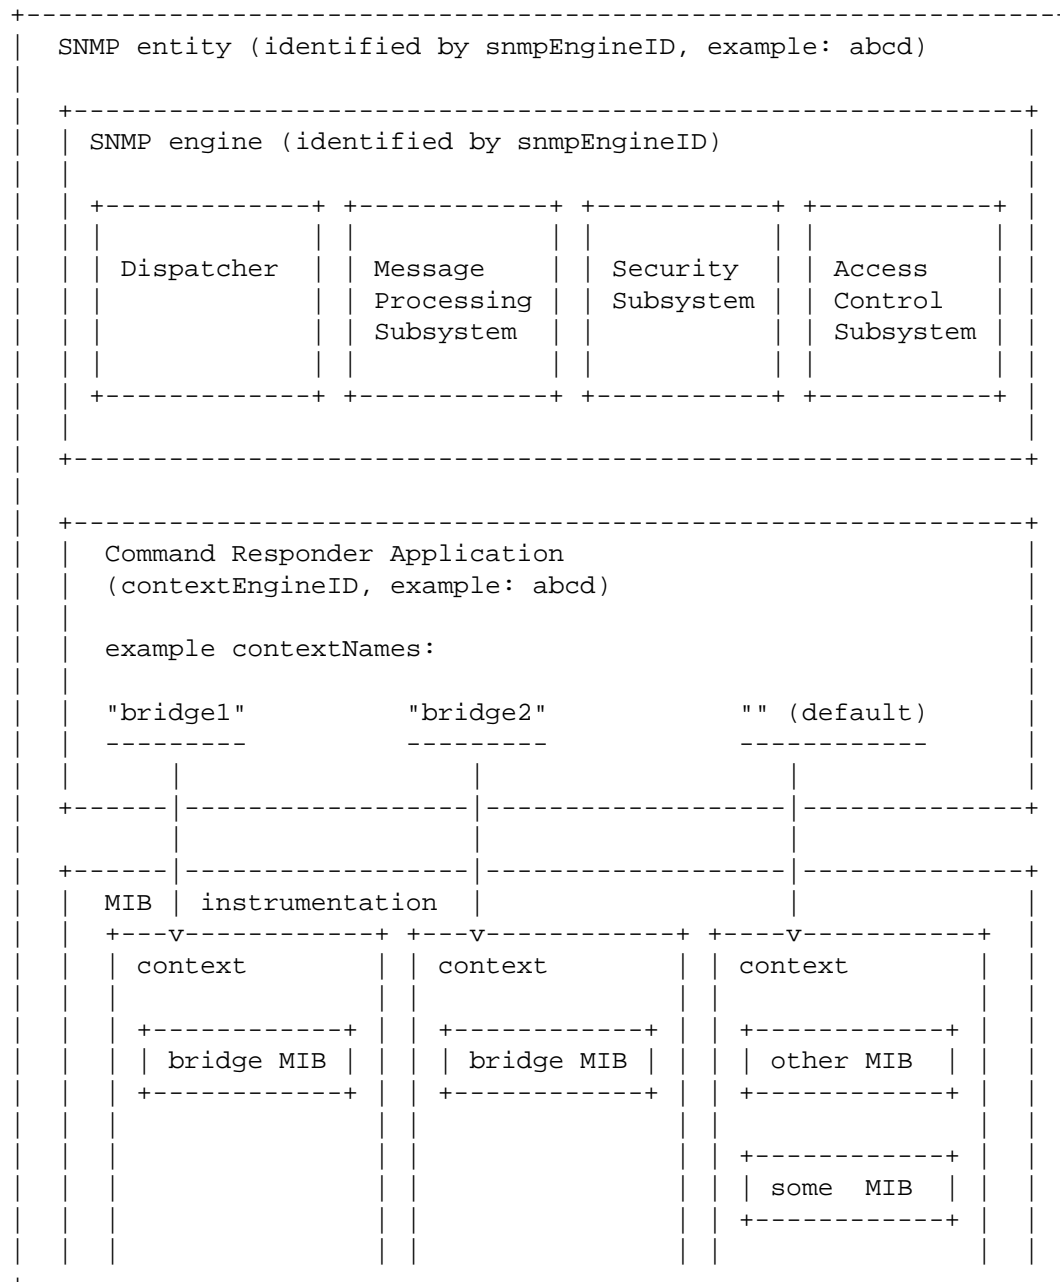 SNMP entity (identified by snmpEngineID, example: abcd)
SNMP engine (identified by snmpEngineID)
Dispatcher Message Security Access
Processing Subsystem Control
Subsystem Subsystem
Command Responder Application
(contextEngineID, example: abcd)
example contextNames:
"bridge1" "bridge2" "" (default)
MIB instrumentation
context context context
bridge MIB bridge MIB other MIB
some MIB